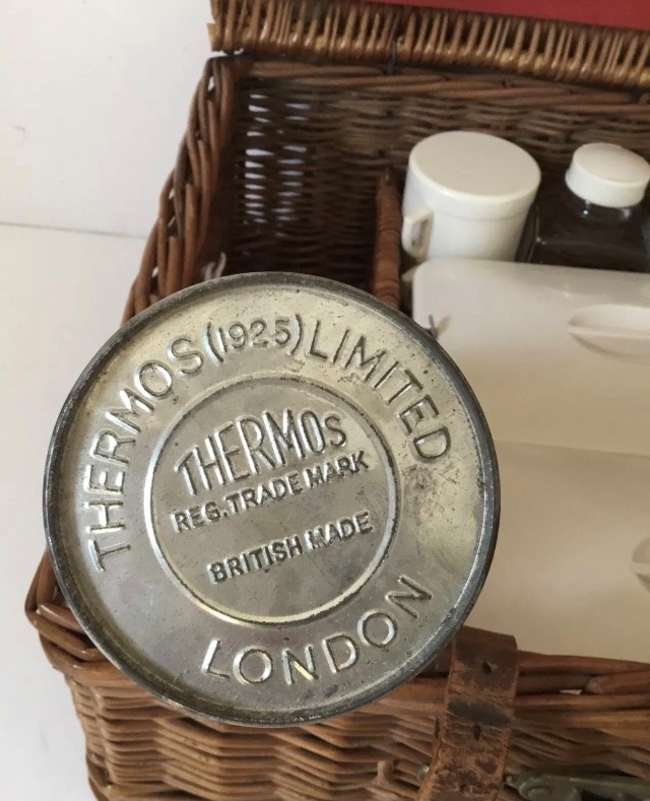 THERMOS (1925) LIMITED
THERMOS
REG. TRADE MARK
BRITISH MADE
LONDON